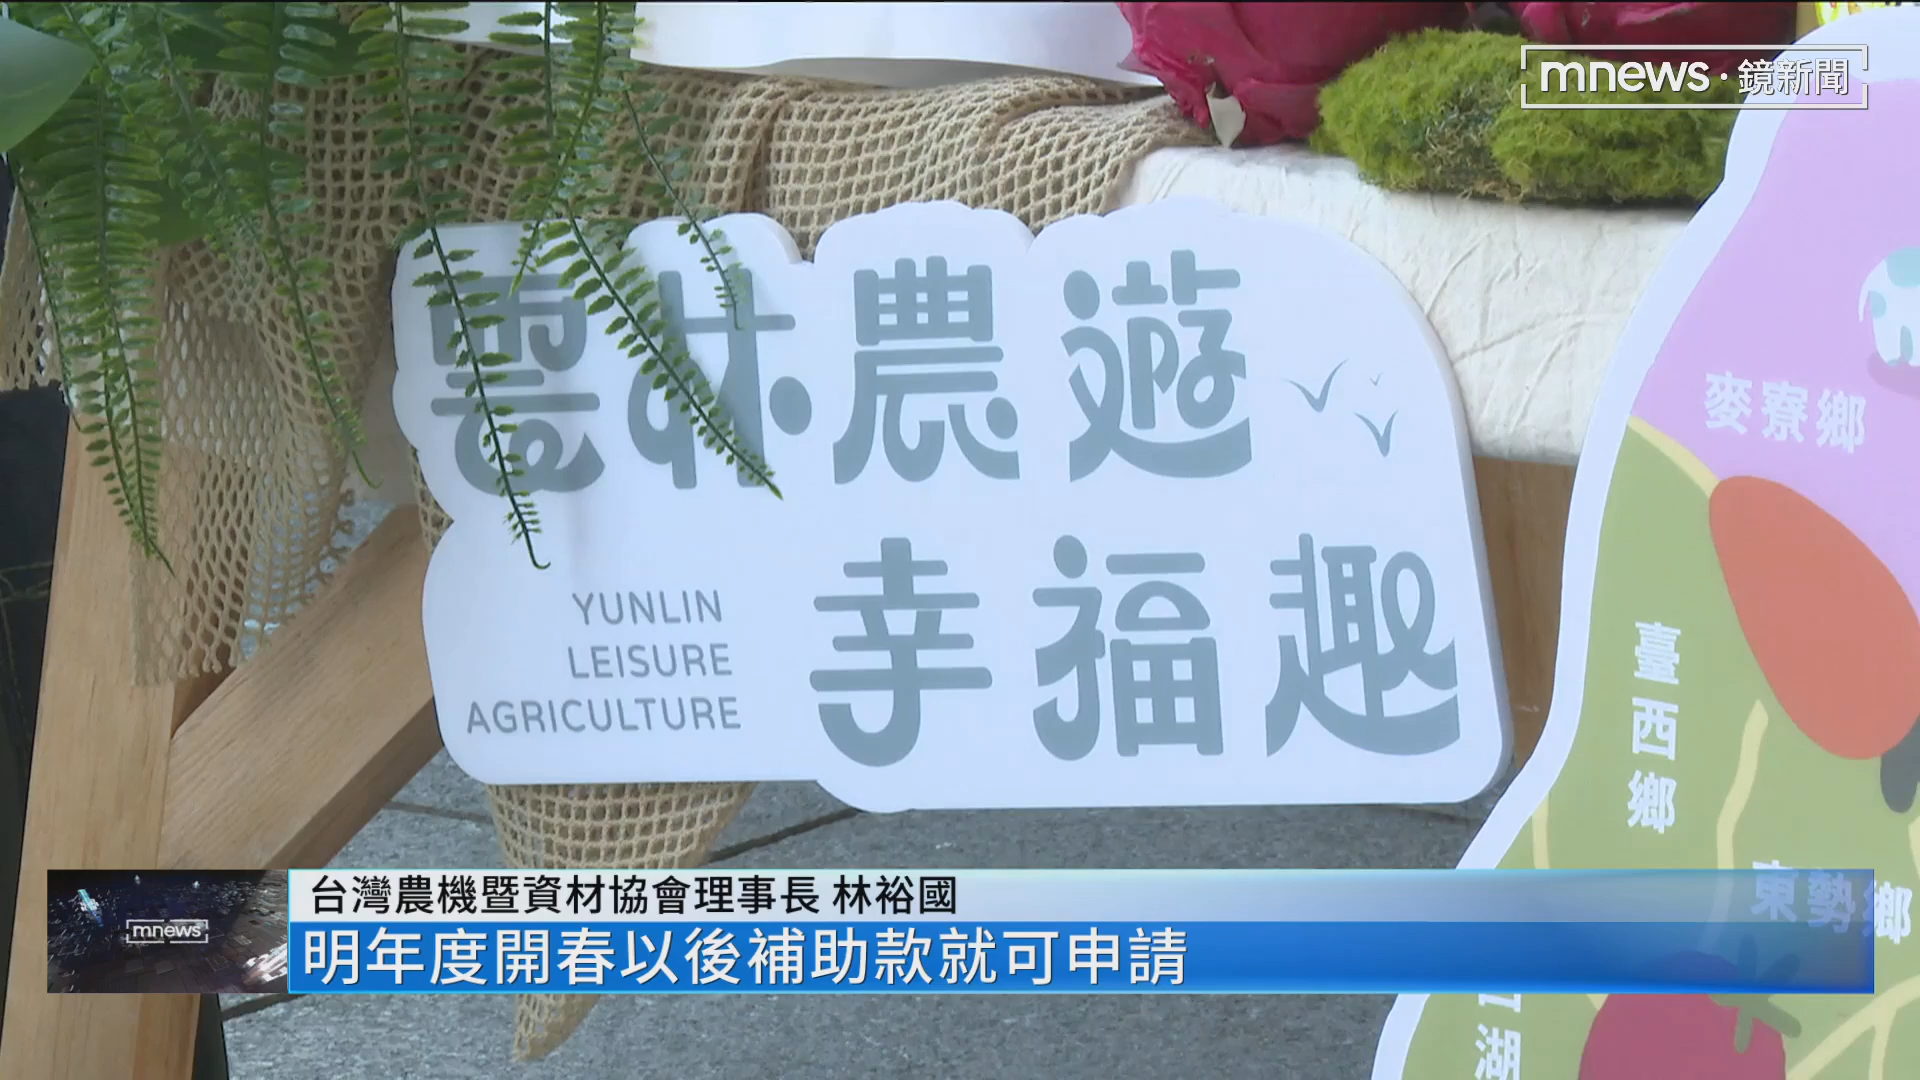 mnews·鏡新聞
雲林農遊
幸福趣
YUNLIN
LEISURE
AGRICULTURE
麥寮鄉
臺西鄉
東勢鄉
湖
mnews
台灣農機暨資材協會理事長 林裕國
明年度開春以後補助款就可申請